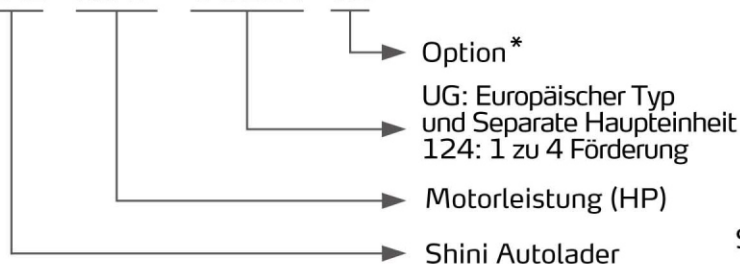 Option*
UG: Europäischer Typ
und Separate Haupteinheit
124: 1 zu 4 Förderung
Motorleistung (HP)
Shini Autolader